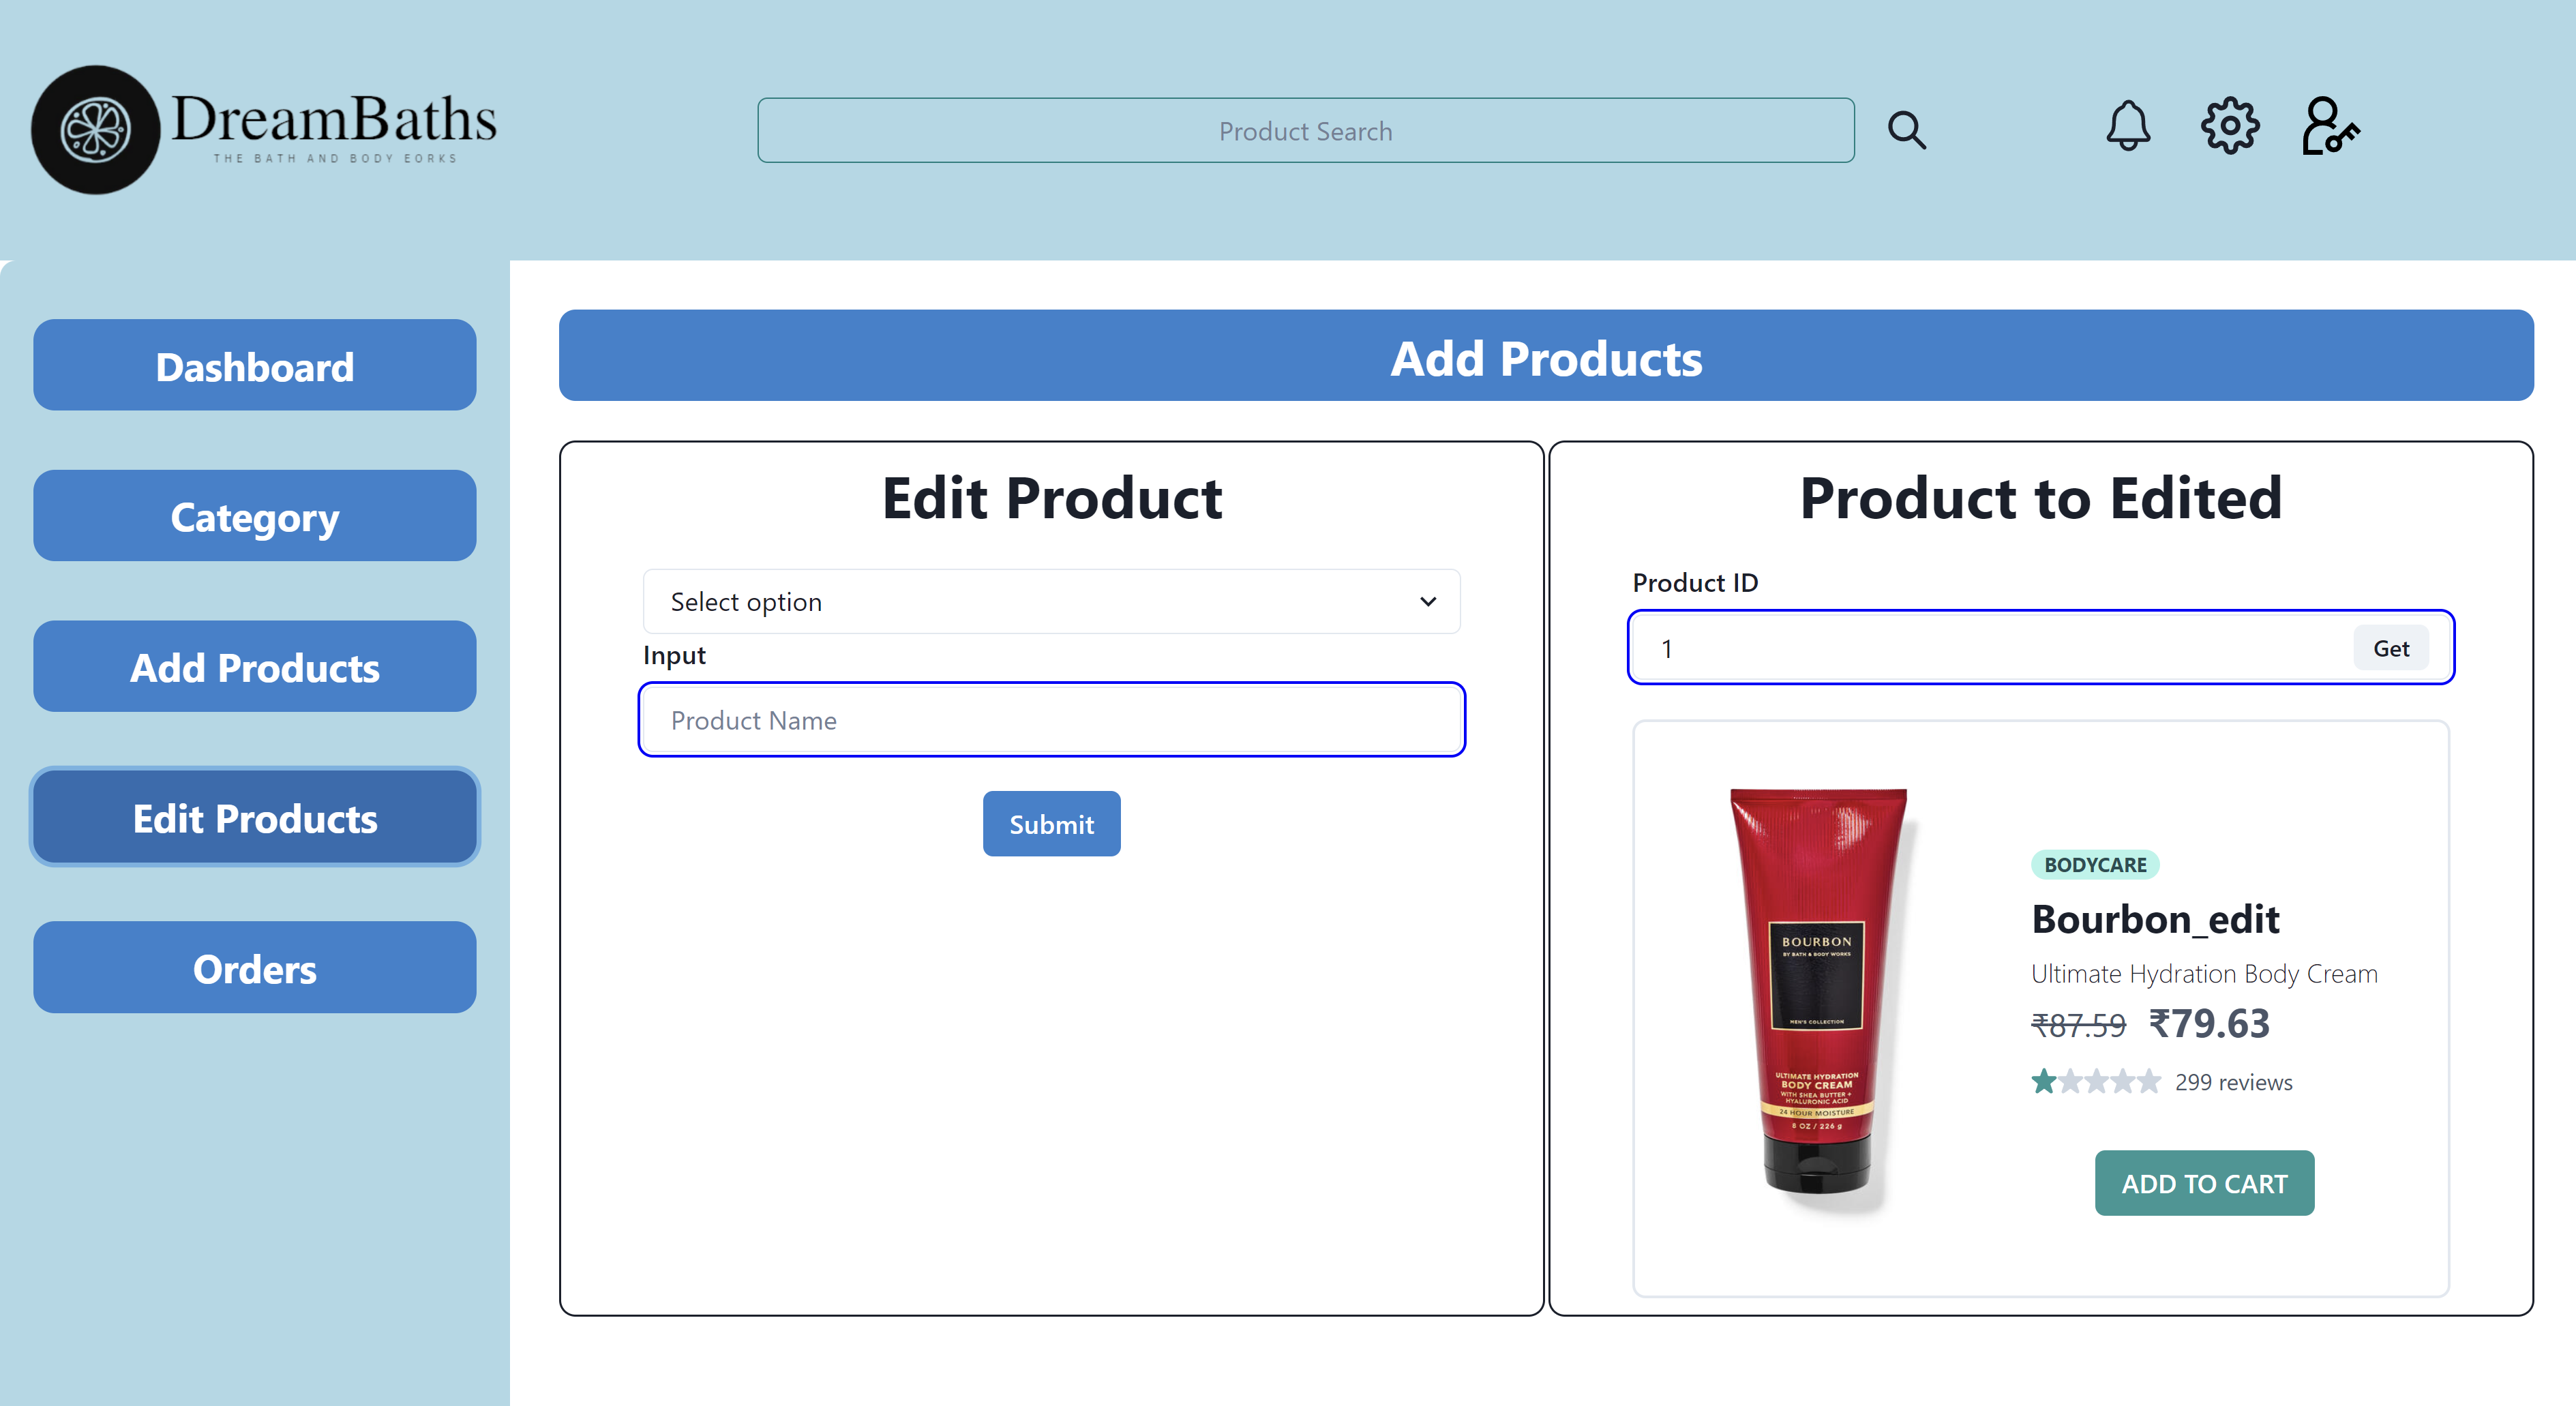 DreamBaths
THE BATH AND BODY EORKS
Product Search
Dashboard
Category
Add Products
Edit Products
Orders
Add Products
Edit Product
Select option
Input
Product Name
Submit
Product to Edited
Product ID
1
Get
BOURBON
BY BATH & BODY WORKS
MEN'S COLLECTION
ULTIMATE HYDRATION
BODY CREAM
WITH SHEA BUTTER +
HYALURONIC ACID
24 HOUR MOISTURE
8 OZ / 226 g
BODYCARE
Bourbon_edit
Ultimate Hydration Body Cream
₹87.59 ₹79.63
299 reviews
ADD TO CART